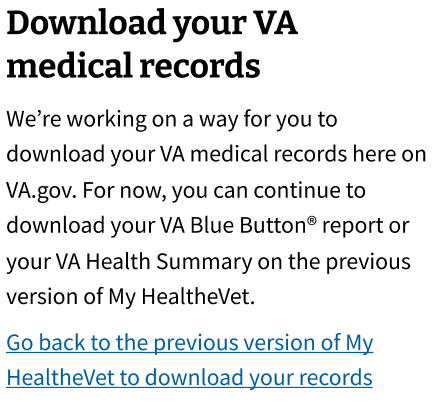 Download your VA
medical records
We’re working on a way for you to
download your VA medical records here on
VA.gov. For now, you can continue to
download your VA Blue Button® report or
your VA Health Summary on the previous
version of My HealtheVet.
Go back to the previous version of My
HealtheVet to download your records